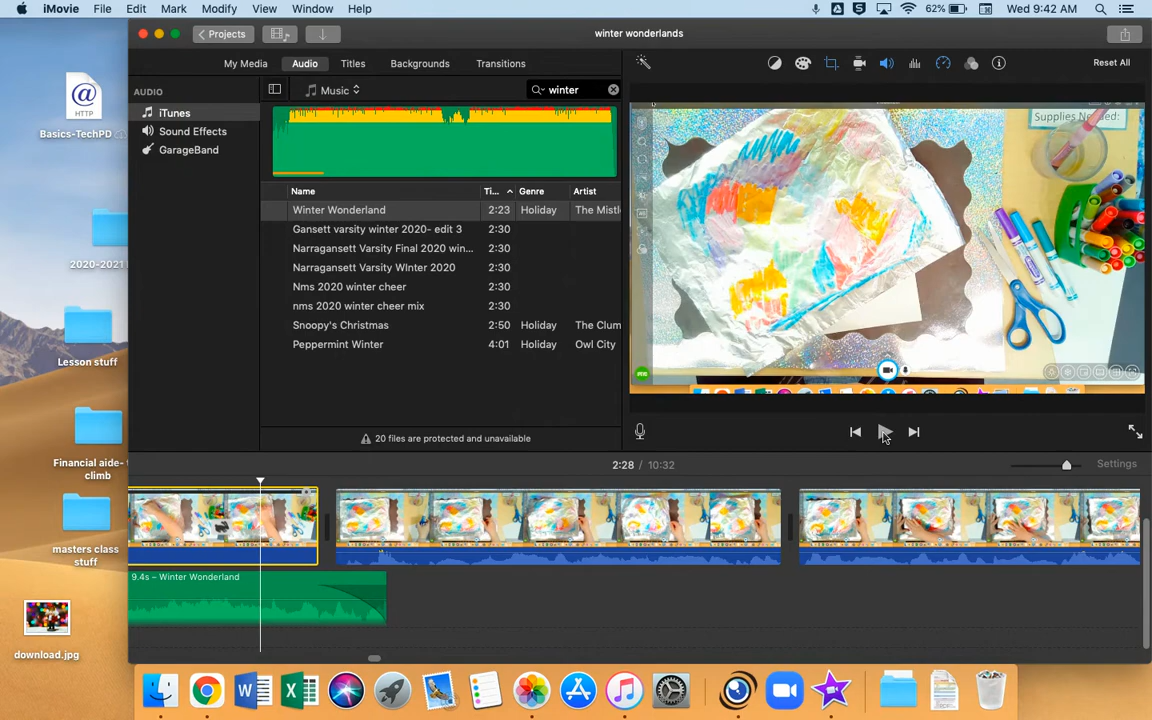 iMovie File Edit Mark Modify View Window Help 62% Wed 9:42 AM
Projects winter wonderlands
My Media Audio Titles Backgrounds Transitions Reset All
AUDIO Music winter
iTunes
Sound Effects
GarageBand
Name Ti... Genre Artist
Winter Wonderland 2:23 Holiday The Mistl
Gansett varsity winter 2020- edit 3 2:30
Narragansett Varsity Final 2020 win... 2:30
Narragansett Varsity WInter 2020 2:30
Nms 2020 winter cheer 2:30
nms 2020 winter cheer mix 2:30
Snoopy's Christmas 2:50 Holiday The Clum
Peppermint Winter 4:01 Holiday Owl City
20 files are protected and unavailable
Supplies Needed:
2:28 / 10:32 Settings
9.4s – Winter Wonderland
HTTP
Basics-TechPD
2020-2021
Lesson stuff
Financial aide-
climb
masters class
stuff
download.jpg